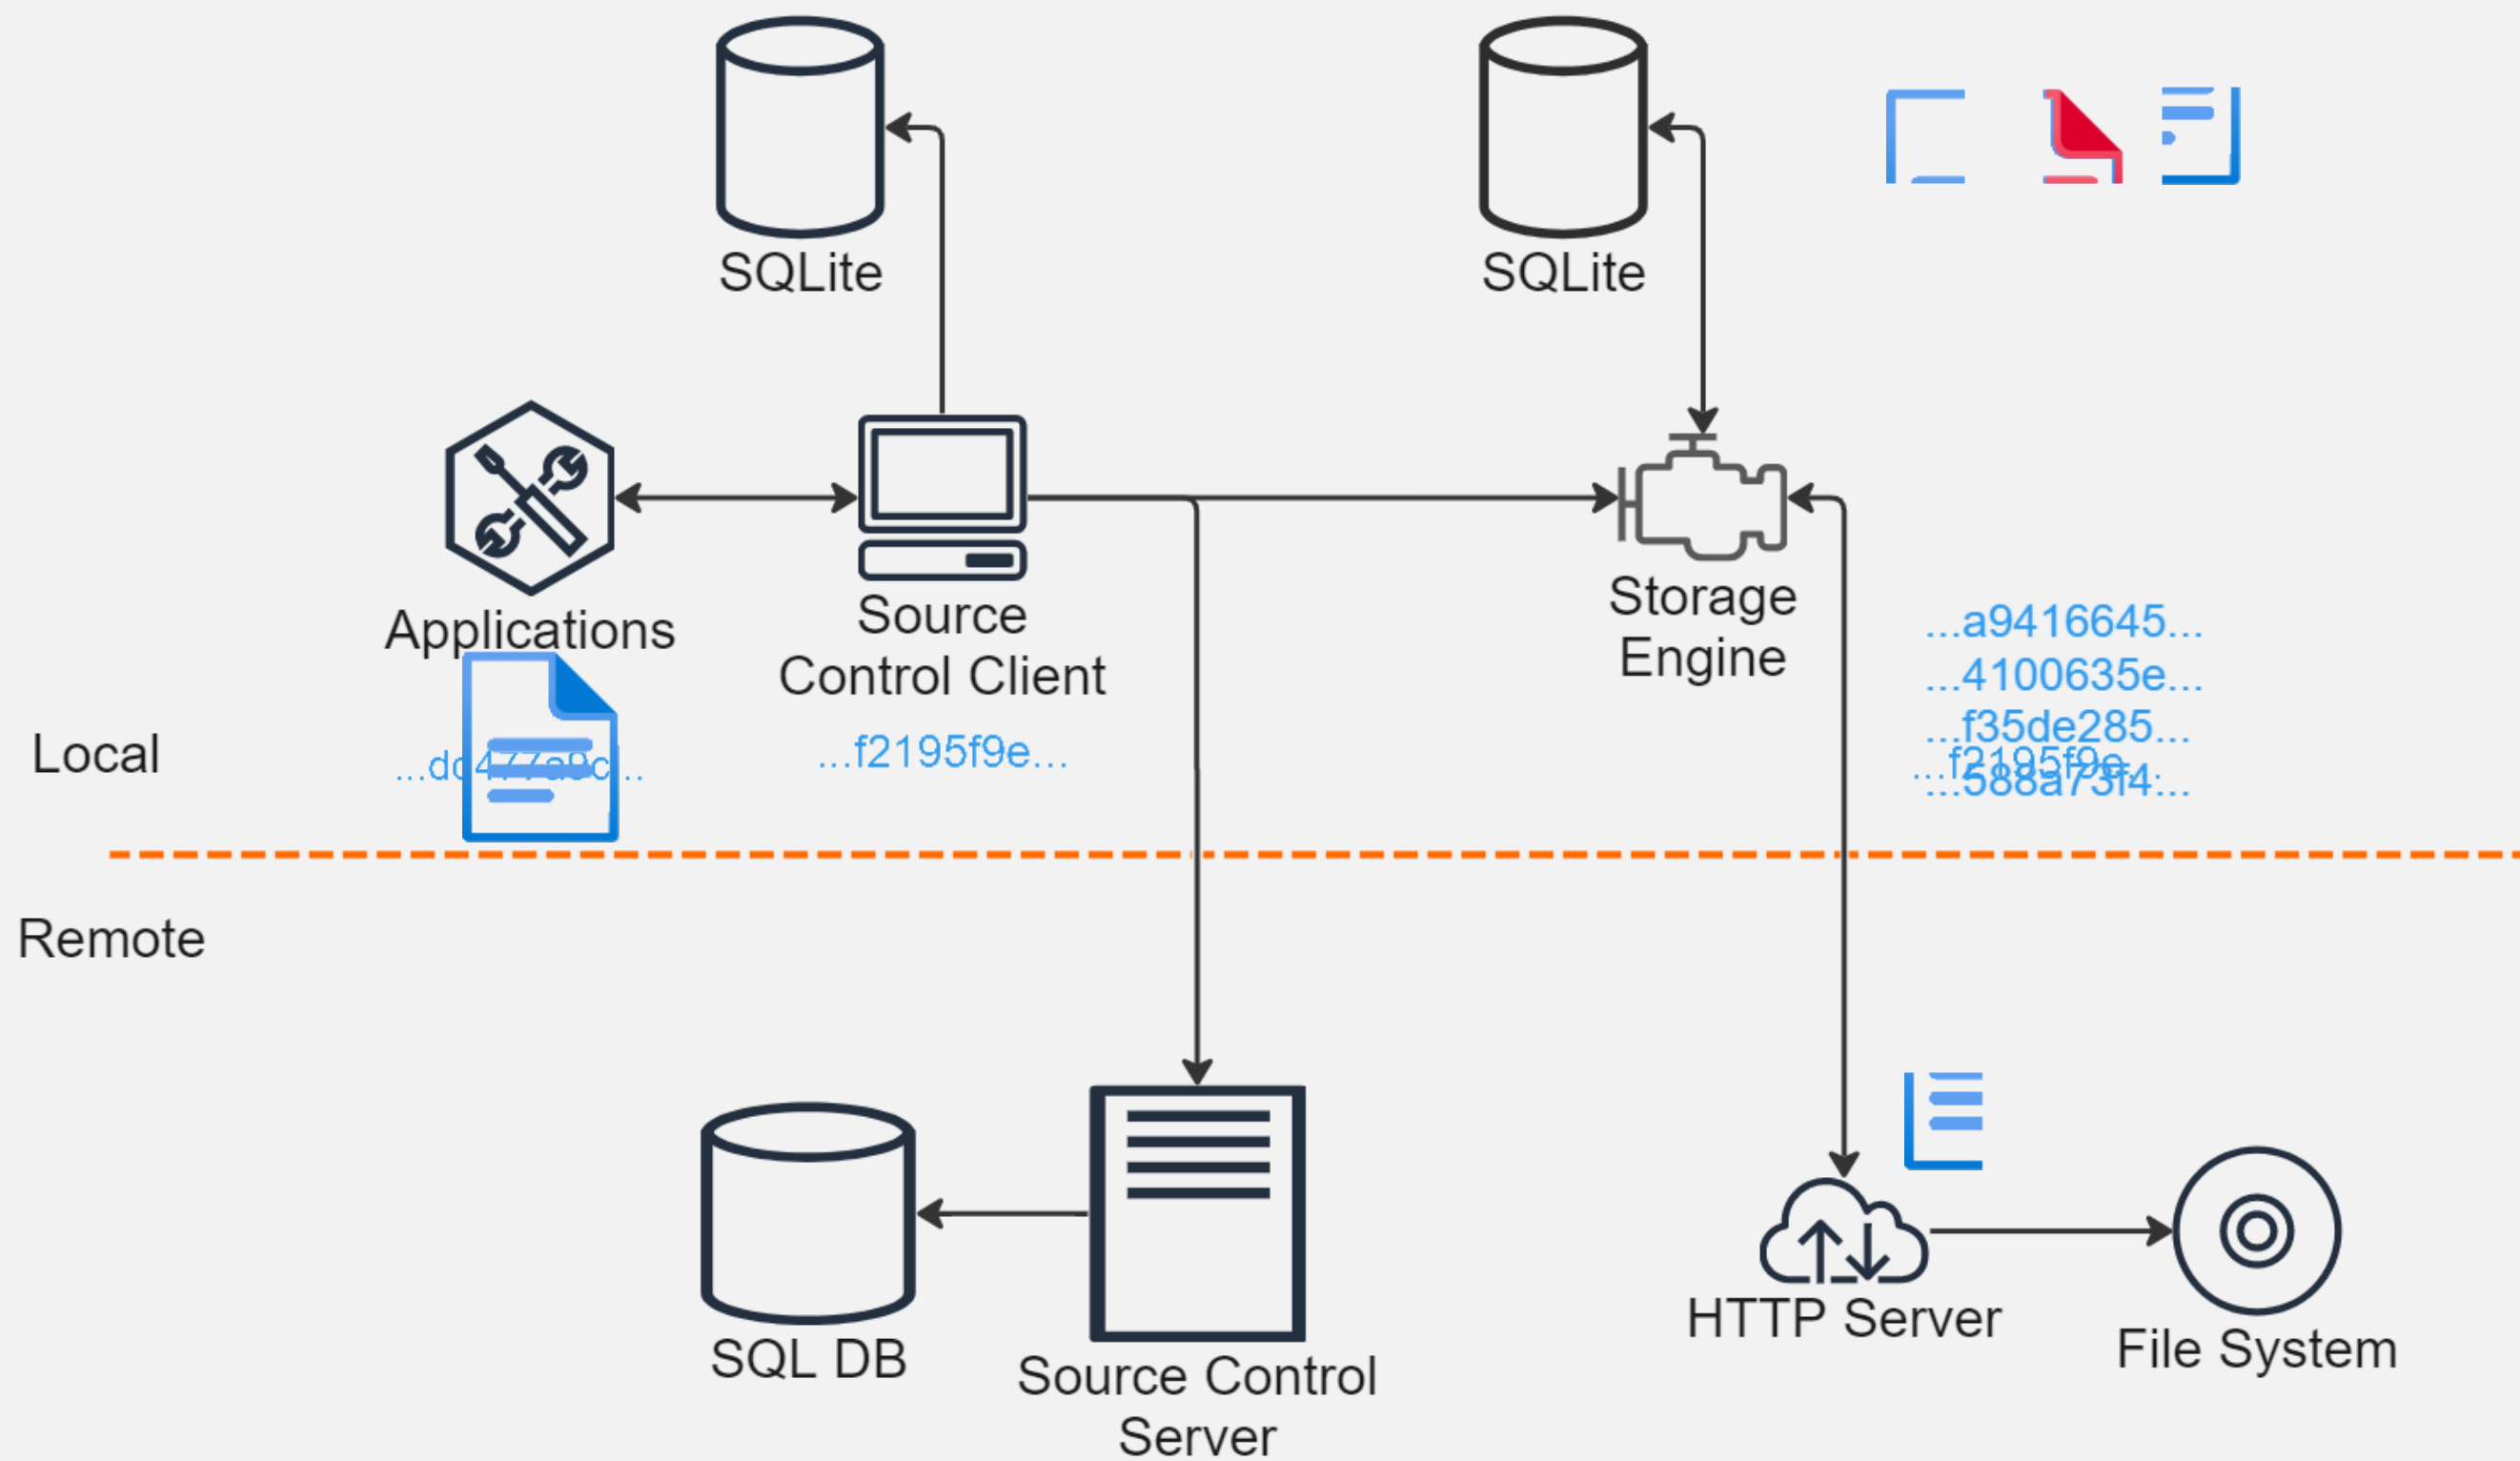 SQLite
SQLite
Applications
Source
Control Client
Storage
Engine
...a9416645...
...4100635e...
...f35de285...
...f2195f9e...
...588a73f4...
...f2195f9e...
Local
Remote
SQL DB
Source Control
Server
HTTP Server
File System